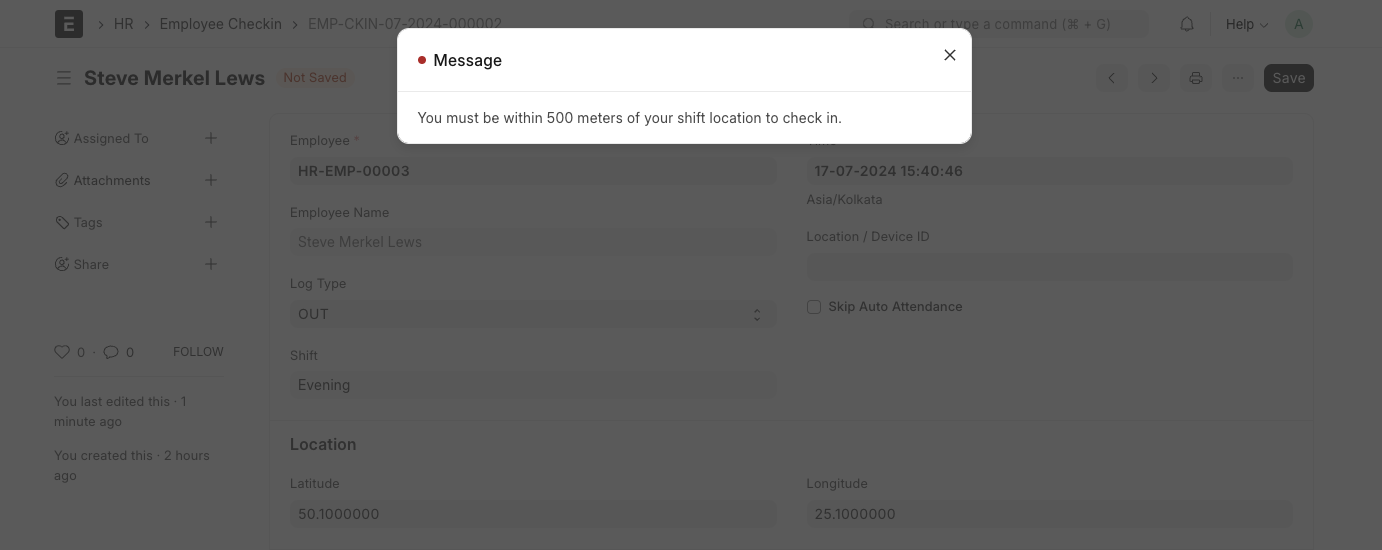 HR
Employee Checkin
EMP-CKIN-07-2024-000002
Search or type a command (⌘ + G)
Help
A
Message
You must be within 500 meters of your shift location to check in.
Steve Merkel Lews
Not Saved
Save
Assigned To
Attachments
Tags
Share
0 · 0
FOLLOW
You last edited this · 1
minute ago
You created this · 2 hours
ago
Employee *
HR-EMP-00003
17-07-2024 15:40:46
Asia/Kolkata
Employee Name
Steve Merkel Lews
Location / Device ID
Log Type
OUT
Skip Auto Attendance
Shift
Evening
Location
Latitude
50.1000000
Longitude
25.1000000